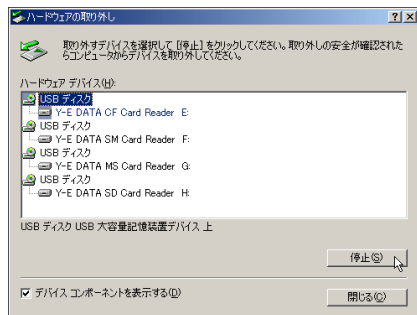 ハードウェアの取り外し
取り外すデバイスを選択して [停止] をクリックしてください。取り外しの安全が確認された
らコンピュータからデバイスを取り外してください。
ハードウェア デバイス(H):
USB ディスク
Y-E DATA CF Card Reader E:
USB ディスク
Y-E DATA SM Card Reader F:
USB ディスク
Y-E DATA MS Card Reader G:
USB ディスク
Y-E DATA SD Card Reader H:
USB ディスク USB 大容量記憶装置デバイス 上
停止(S)
デバイス コンポーネントを表示する(D)
閉じる(C)